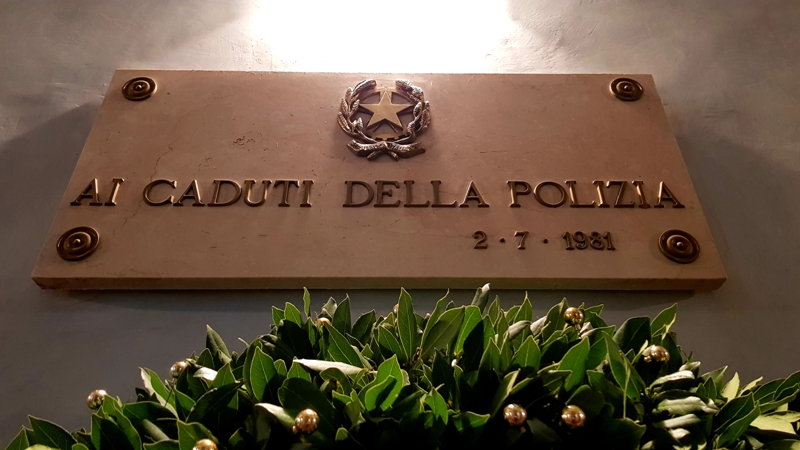 AI CADUTI DELLA POLIZIA
2·7·1981